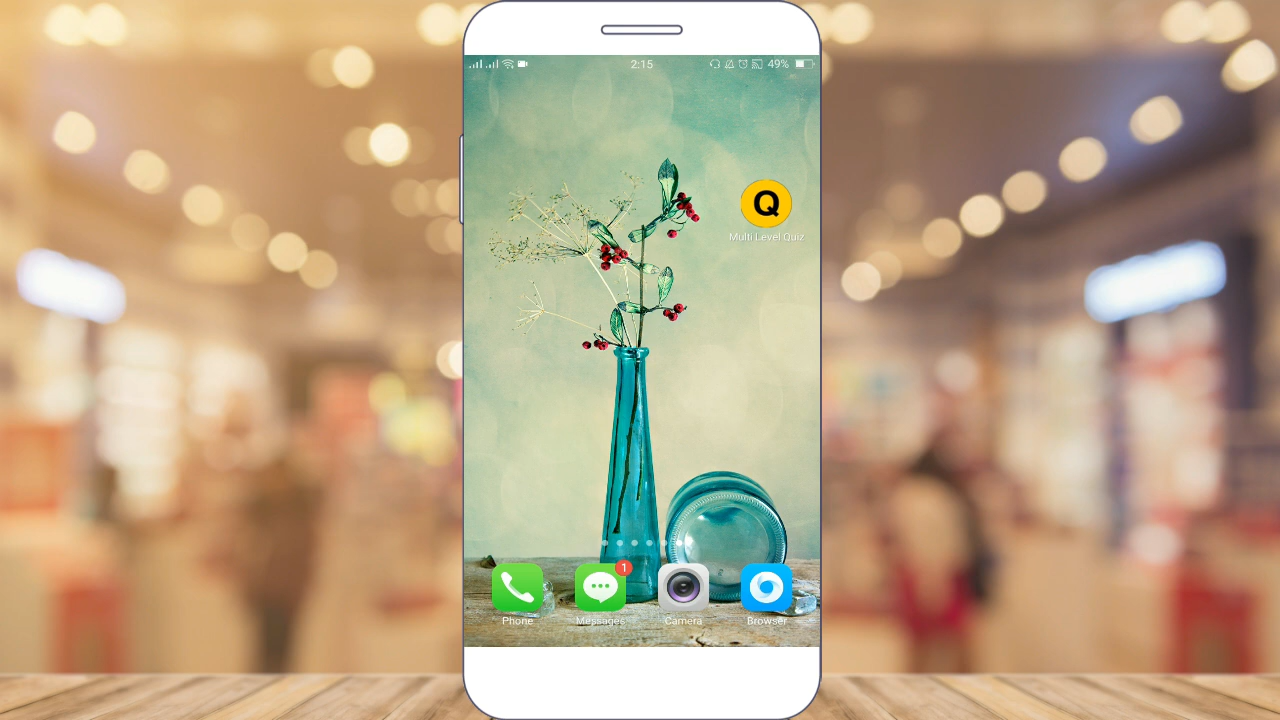 2:15
49%
Q
Multi Level Quiz
1
Phone
Messages
Camera
Browser